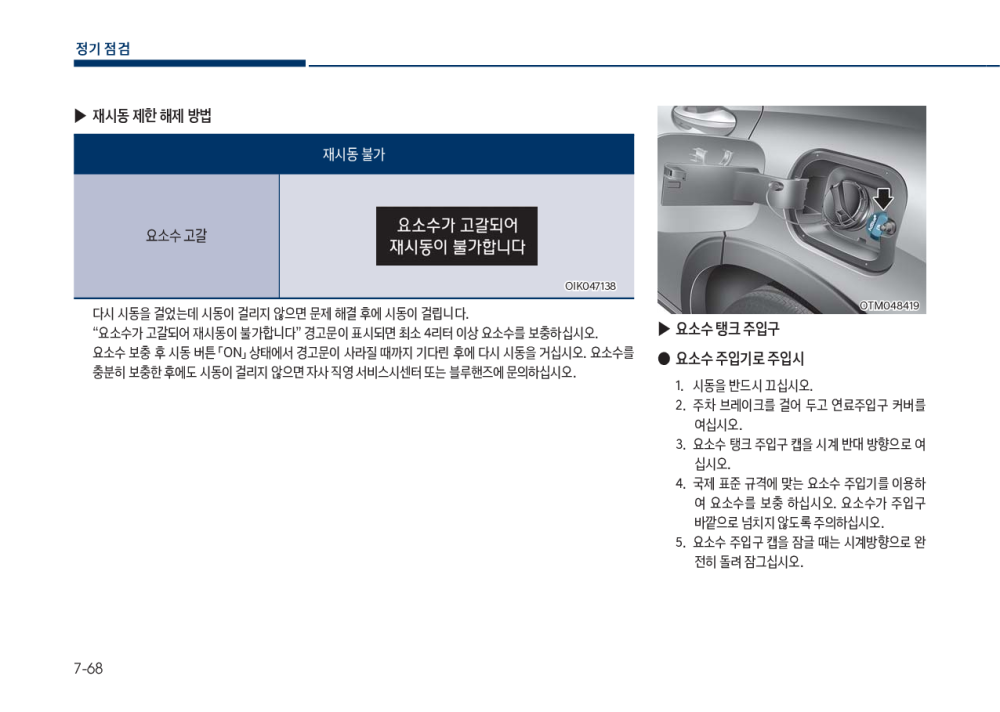 정기 점검
▶ 재시동 제한 해제 방법
재시동 불가
요소수 고갈
요소수가 고갈되어
재시동이 불가합니다
OIK047138
다시 시동을 걸었는데 시동이 걸리지 않으면 문제 해결 후에 시동이 걸립니다.
“요소수가 고갈되어 재시동이 불가합니다” 경고문이 표시되면 최소 4리터 이상 요소수를 보충하십시오.
요소수 보충 후 시동 버튼 「ON」 상태에서 경고문이 사라질 때까지 기다린 후에 다시 시동을 거십시오. 요소수를
충분히 보충한 후에도 시동이 걸리지 않으면 자사 직영 서비스시센터 또는 블루핸즈에 문의하십시오.
OTM048419
▶ 요소수 탱크 주입구
● 요소수 주입기로 주입시
1. 시동을 반드시 끄십시오.
2. 주차 브레이크를 걸어 두고 연료주입구 커버를
여십시오.
3. 요소수 탱크 주입구 캡을 시계 반대 방향으로 여
십시오.
4. 국제 표준 규격에 맞는 요소수 주입기를 이용하
여 요소수를 보충 하십시오. 요소수가 주입구
바깥으로 넘치지 않도록 주의하십시오.
5. 요소수 주입구 캡을 잠글 때는 시계방향으로 완
전히 돌려 잠그십시오.
7-68